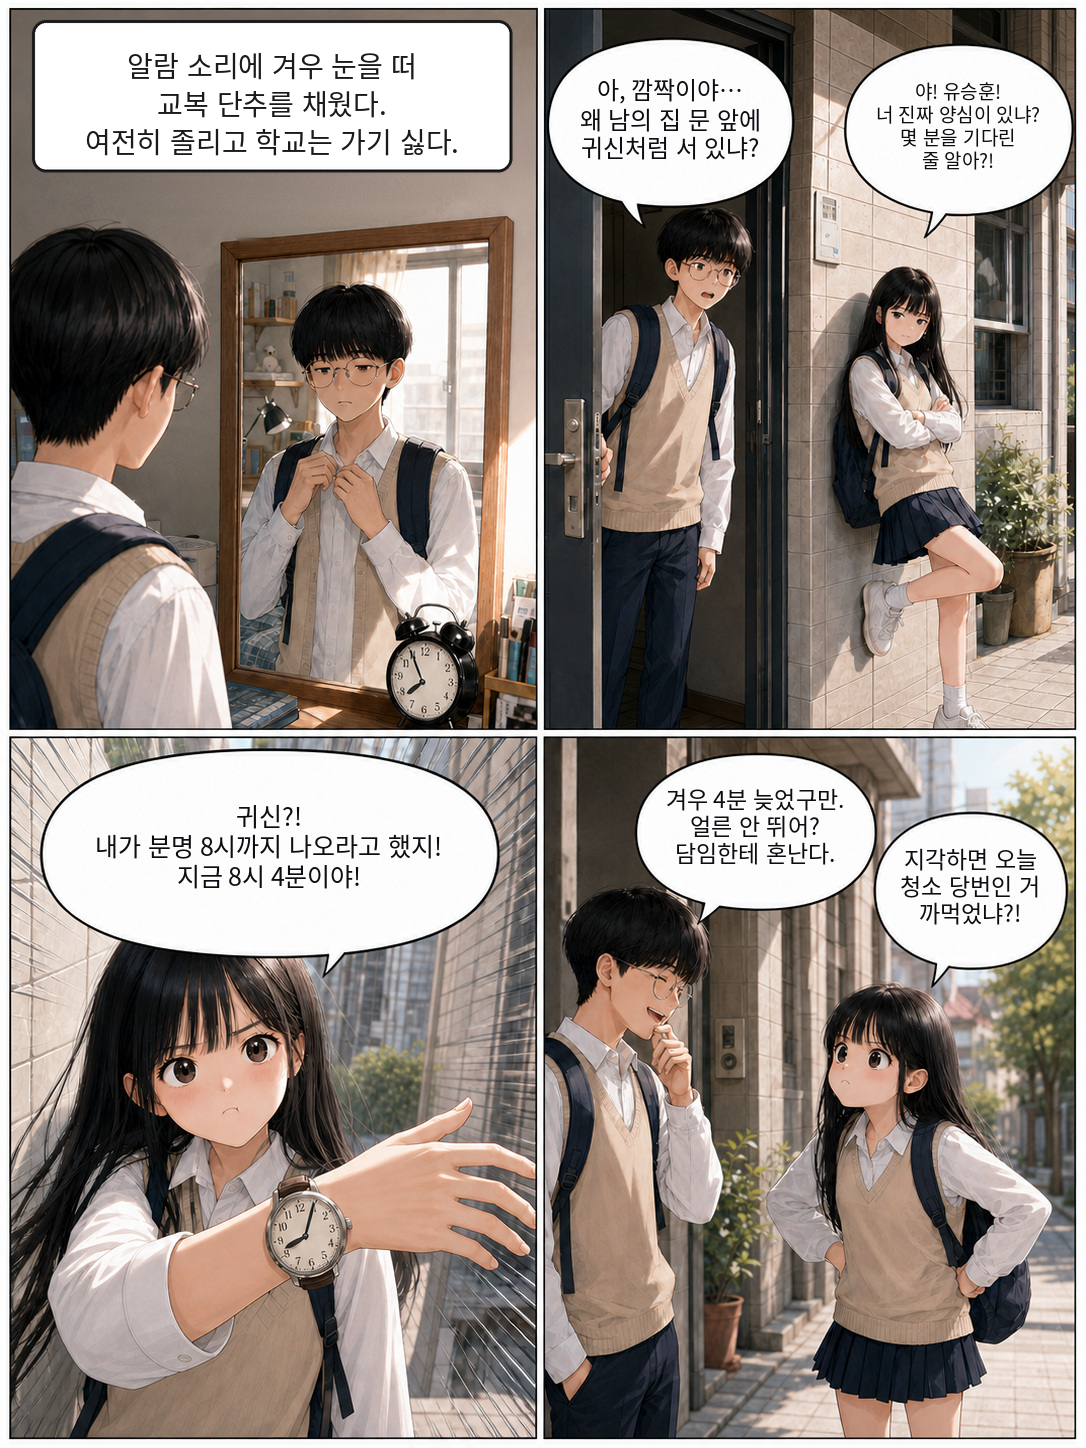 알람 소리에 겨우 눈을 떠
교복 단추를 채웠다.
여전히 졸리고 학교는 가기 싫다.
아, 깜짝이야…
왜 남의 집 문 앞에
귀신처럼 서 있냐?
야! 유승훈!
너 진짜 양심이 있냐?
몇 분을 기다린
줄 알아?!
귀신?!
내가 분명 8시까지 나오라고 했지!
지금 8시 4분이야!
겨우 4분 늦었구만.
얼른 안 뛰어?
담임한테 혼난다.
지각하면 오늘
청소 당번인 거
까먹었냐?!